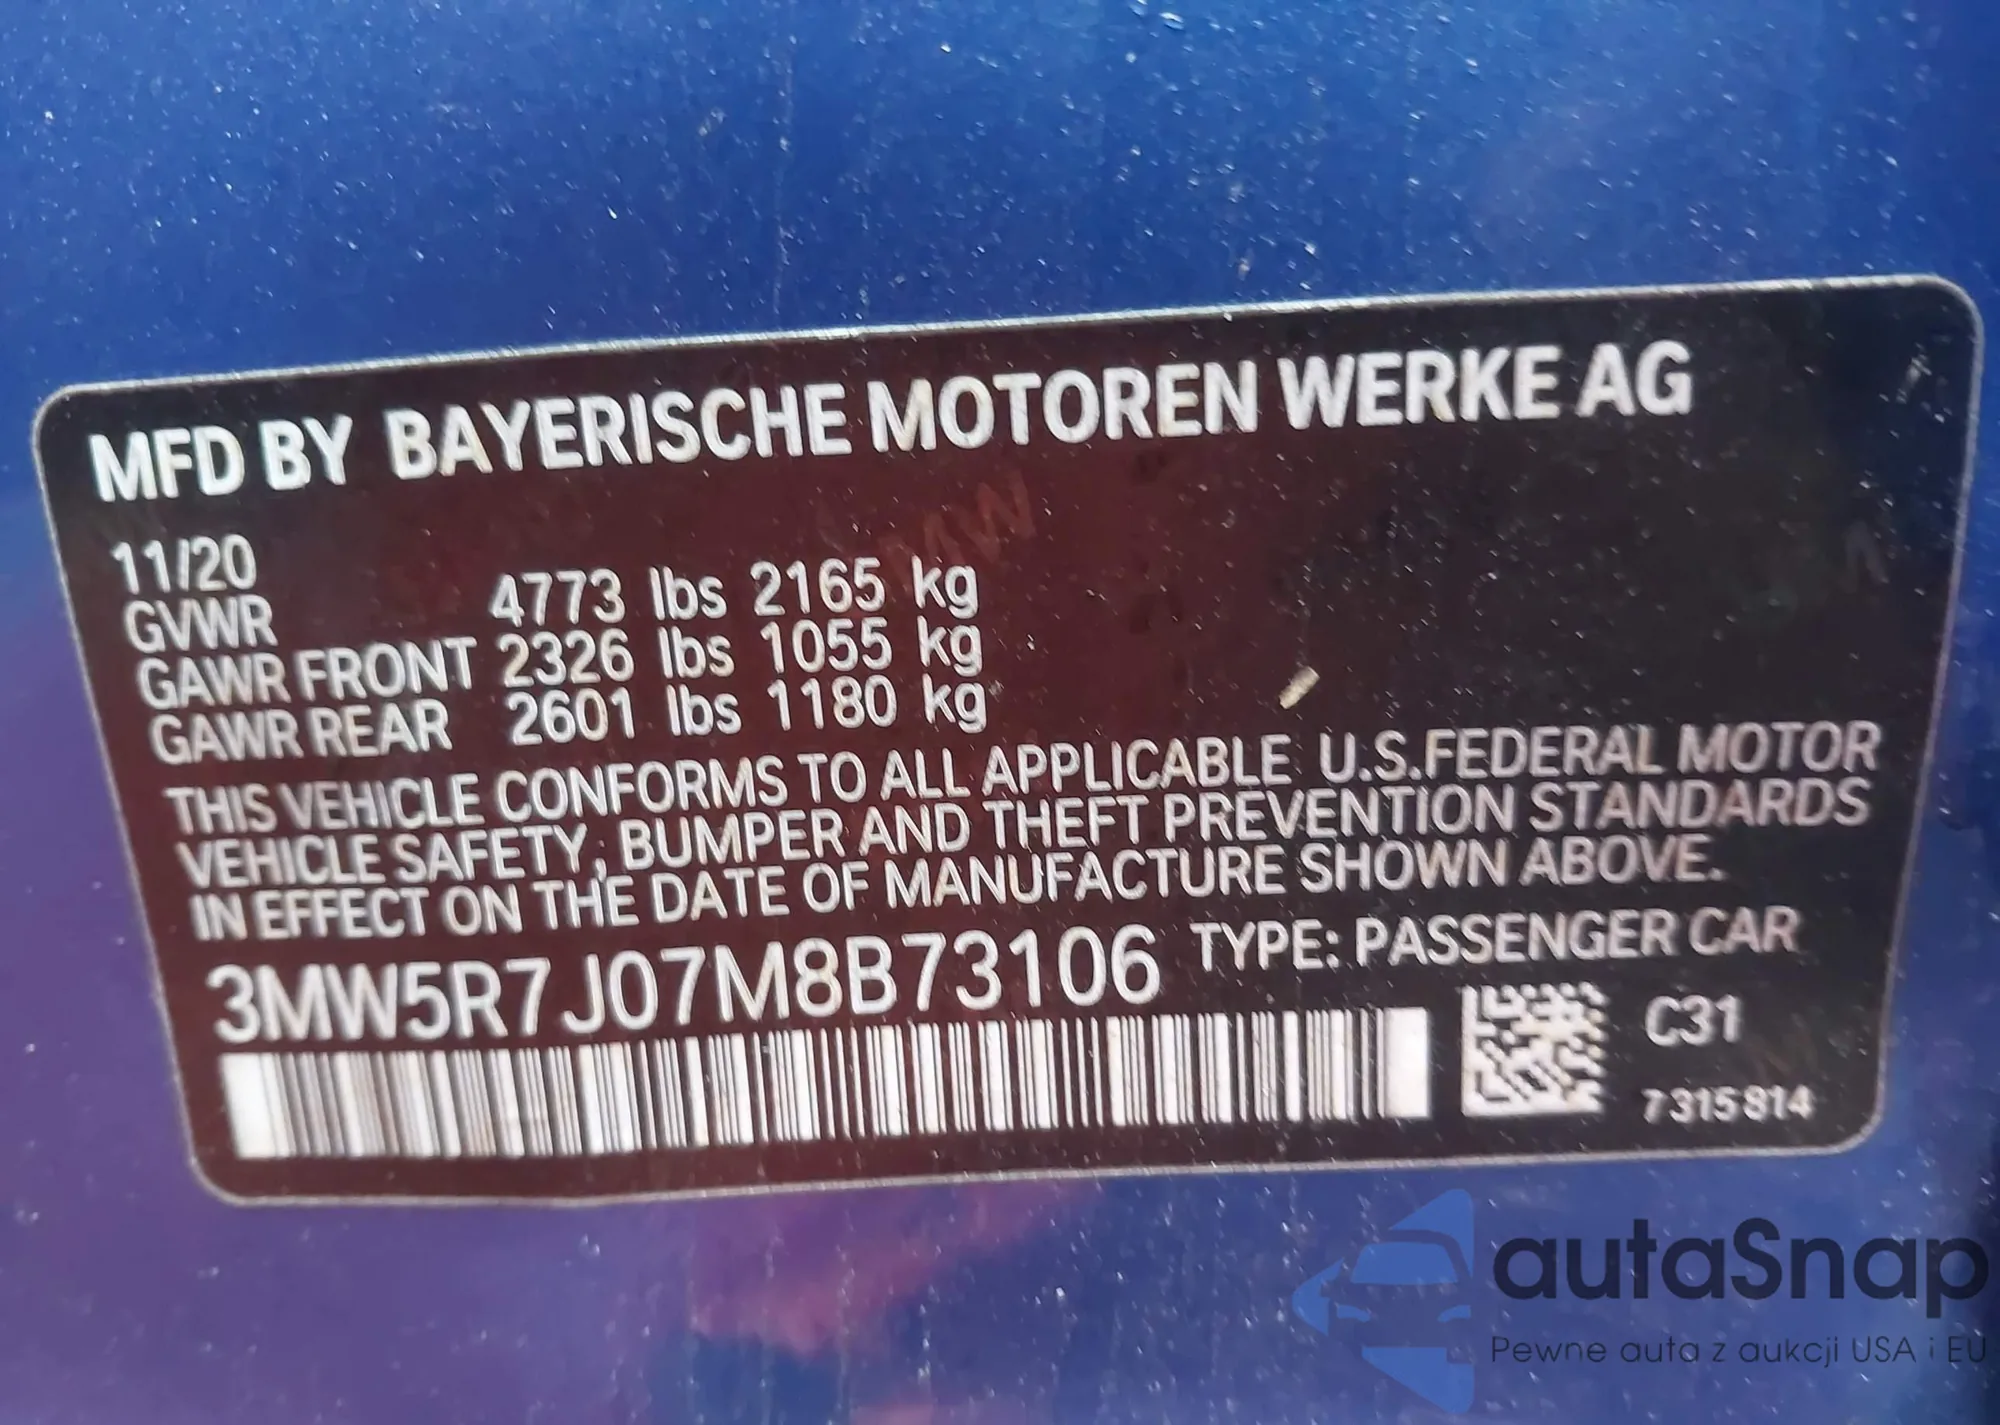 MFD BY BAYERISCHE MOTOREN WERKE AG
11/20
GVWR 4773 lbs 2165 kg
GAWR FRONT 2326 lbs 1055 kg
GAWR REAR 2601 lbs 1180 kg
THIS VEHICLE CONFORMS TO ALL APPLICABLE U.S.FEDERAL MOTOR
VEHICLE SAFETY, BUMPER AND THEFT PREVENTION STANDARDS
IN EFFECT ON THE DATE OF MANUFACTURE SHOWN ABOVE.
3MW5R7J07M8B73106 TYPE: PASSENGER CAR
C31
7315814
autaSnap
Pewne auta z aukcji USA i EU